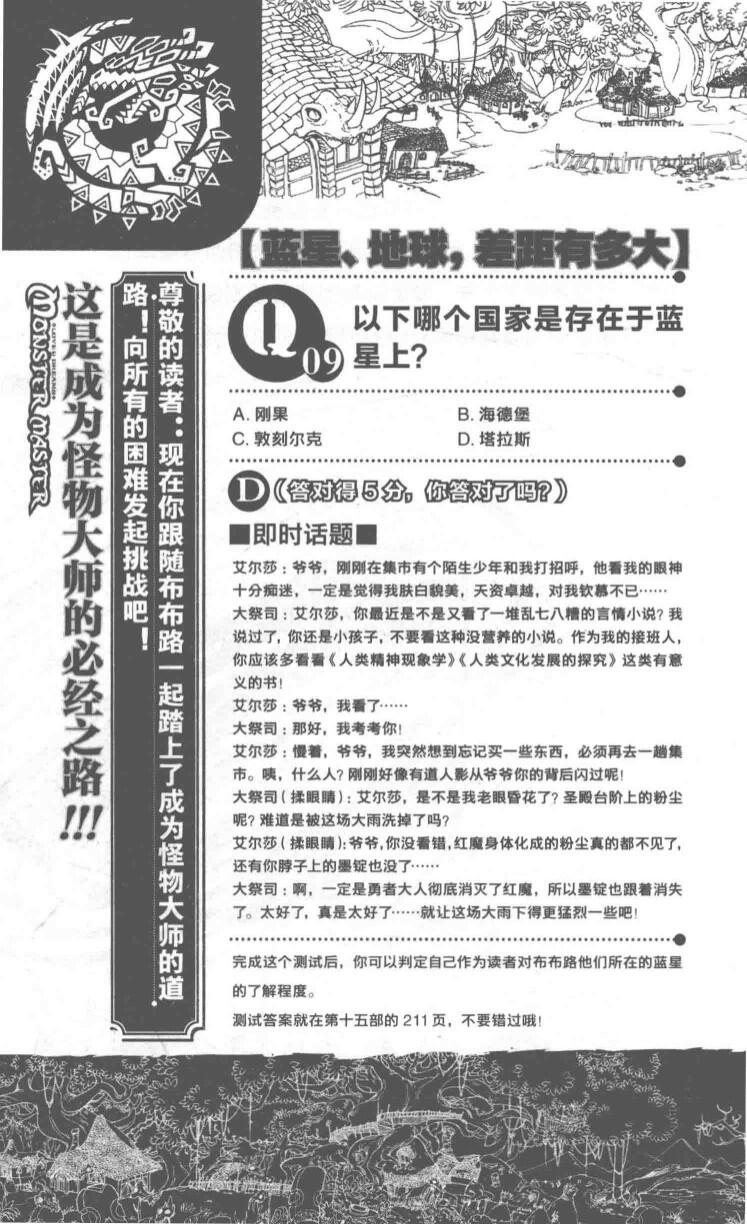 【蓝星、地球，差距有多大】
Q09
以下哪个国家是存在于蓝
星上？
A. 刚果
B. 海德堡
C. 敦刻尔克
D. 塔拉斯
D（答对得5分，你答对了吗？）
■即时话题■
艾尔莎：爷爷，刚刚在集市有个陌生少年和我打招呼，他看我的眼神
十分痴迷，一定是觉得我肤白貌美，天资卓越，对我钦慕不已……
大祭司：艾尔莎，你最近是不是又看了一堆乱七八糟的言情小说？我
说过了，你还是小孩子，不要看这种没营养的小说。作为我的接班人，
你应该多看看《人类精神现象学》《人类文化发展的探究》这类有意
义的书！
艾尔莎：爷爷，我看了……
大祭司：那好，我考考你！
艾尔莎：慢着，爷爷，我突然想到忘记买一些东西，必须再去一趟集
市。咦，什么人？刚刚好像有道人影从爷爷你的背后闪过呢！
大祭司（揉眼睛）：艾尔莎，是不是我老眼昏花了？圣殿台阶上的粉尘
呢？难道是被这场大雨洗掉了吗？
艾尔莎（揉眼睛）：爷爷，你没看错，红魔身体化成的粉尘真的都不见了，
还有你脖子上的墨锭也没了……
大祭司：啊，一定是勇者大人彻底消灭了红魔，所以墨锭也跟着消失
了。太好了，真是太好了……就让这场大雨下得更猛烈一些吧！
完成这个测试后，你可以判定自己作为读者对布布路他们所在的蓝星
的了解程度。
测试答案就在第十五部的211页，不要错过哦！
尊敬的读者：现在你跟随布布路一起踏上了成为怪物大师的道
路！向所有的困难发起挑战吧！
这是成为怪物大师的必经之路!!!
MONSTER MASTER